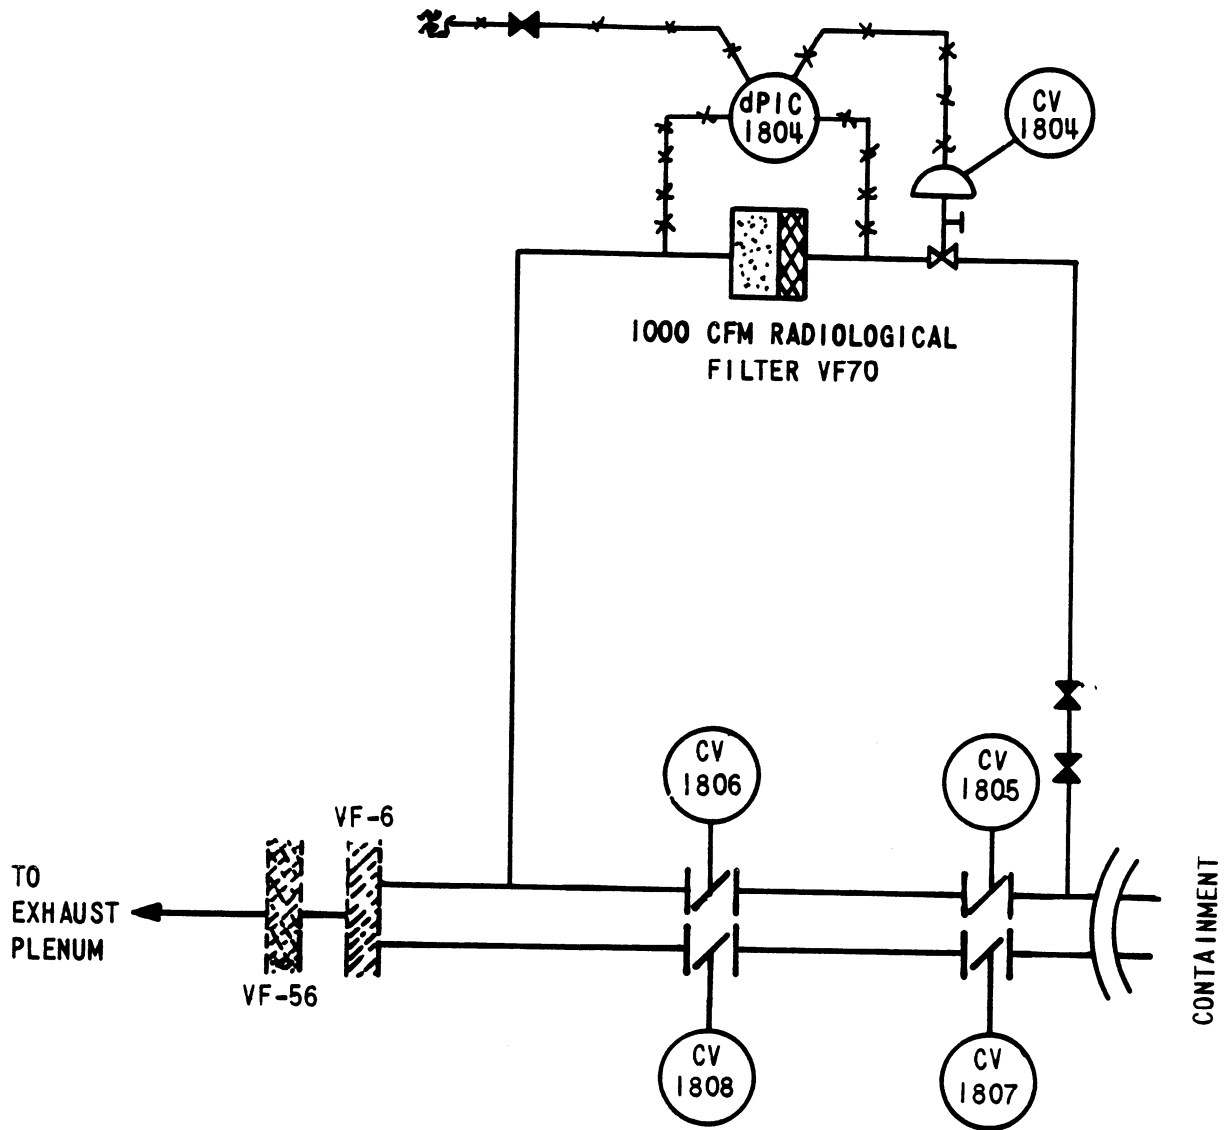 dPIC
1804
CV
1804
1000 CFM RADIOLOGICAL
FILTER VF70
CV
1806
CV
1805
VF-6
TO
EXHAUST
PLENUM
VF-56
CONTAINMENT
CV
1808
CV
1807